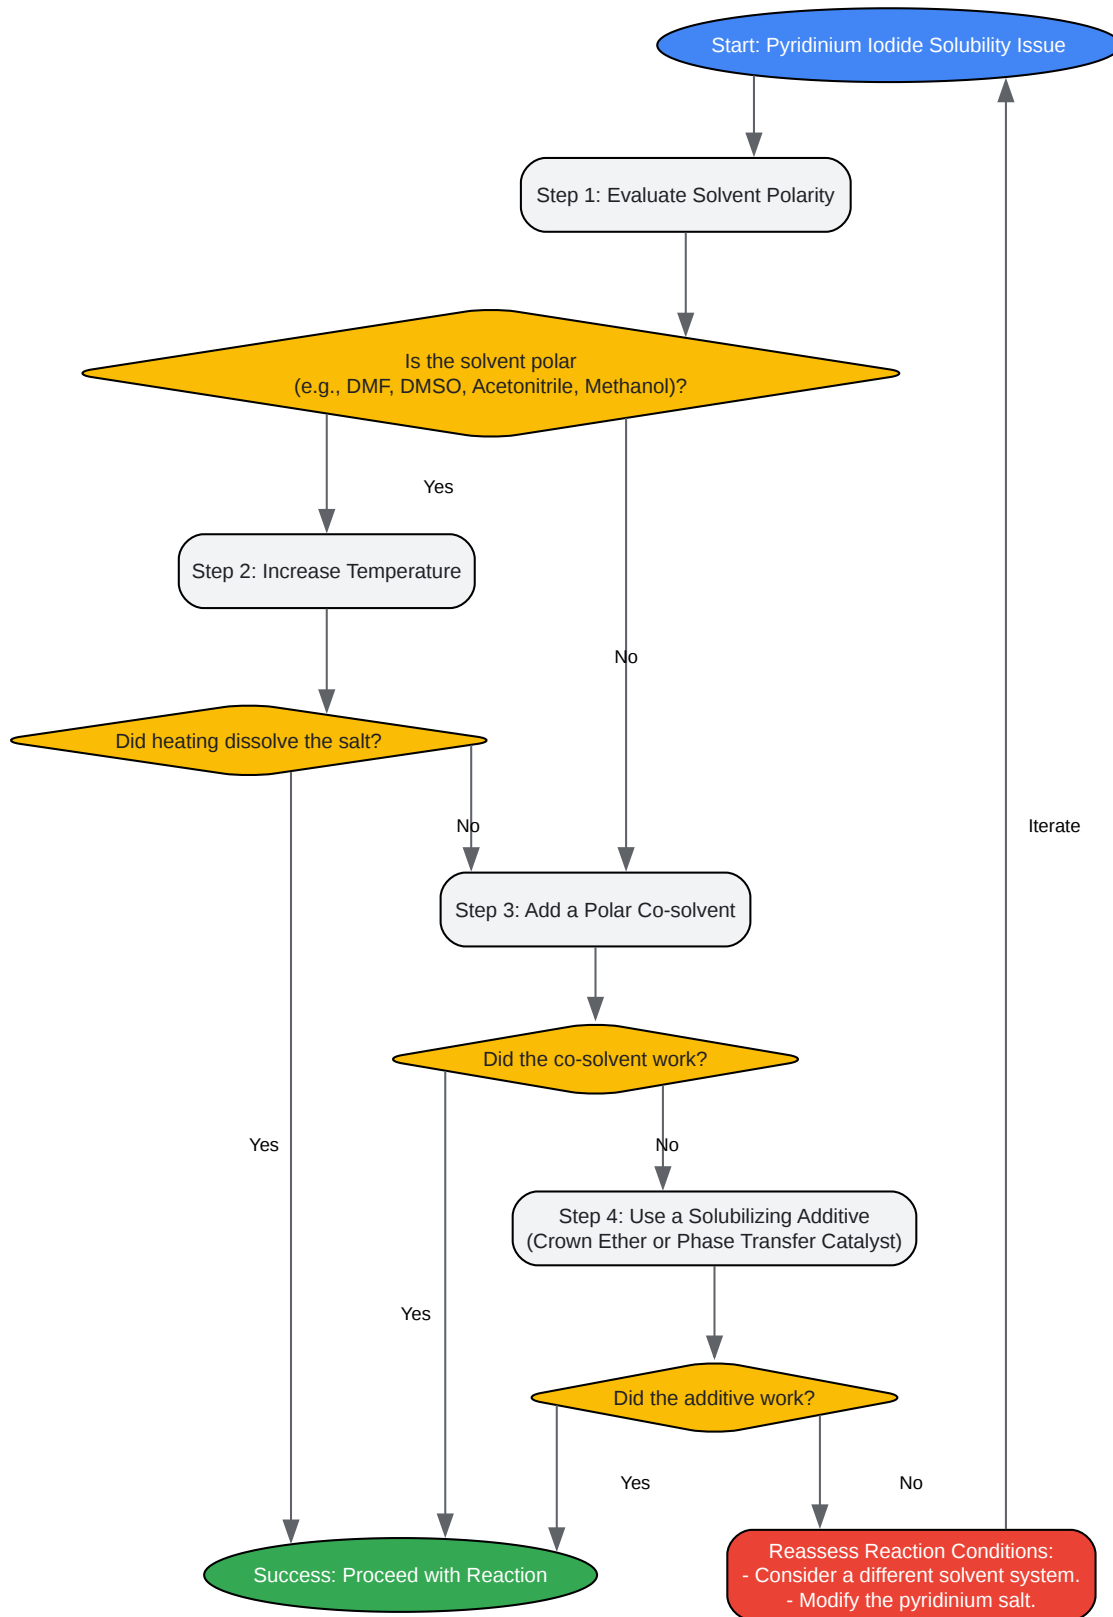 Start: Pyridinium Iodide Solubility Issue
Step 1: Evaluate Solvent Polarity
Is the solvent polar
(e.g., DMF, DMSO, Acetonitrile, Methanol)?
Yes
Step 2: Increase Temperature
No
Did heating dissolve the salt?
No
Iterate
Step 3: Add a Polar Co-solvent
Did the co-solvent work?
Yes
No
Step 4: Use a Solubilizing Additive
(Crown Ether or Phase Transfer Catalyst)
Yes
Did the additive work?
Yes
No
Success: Proceed with Reaction
Reassess Reaction Conditions:
- Consider a different solvent system.
- Modify the pyridinium salt.